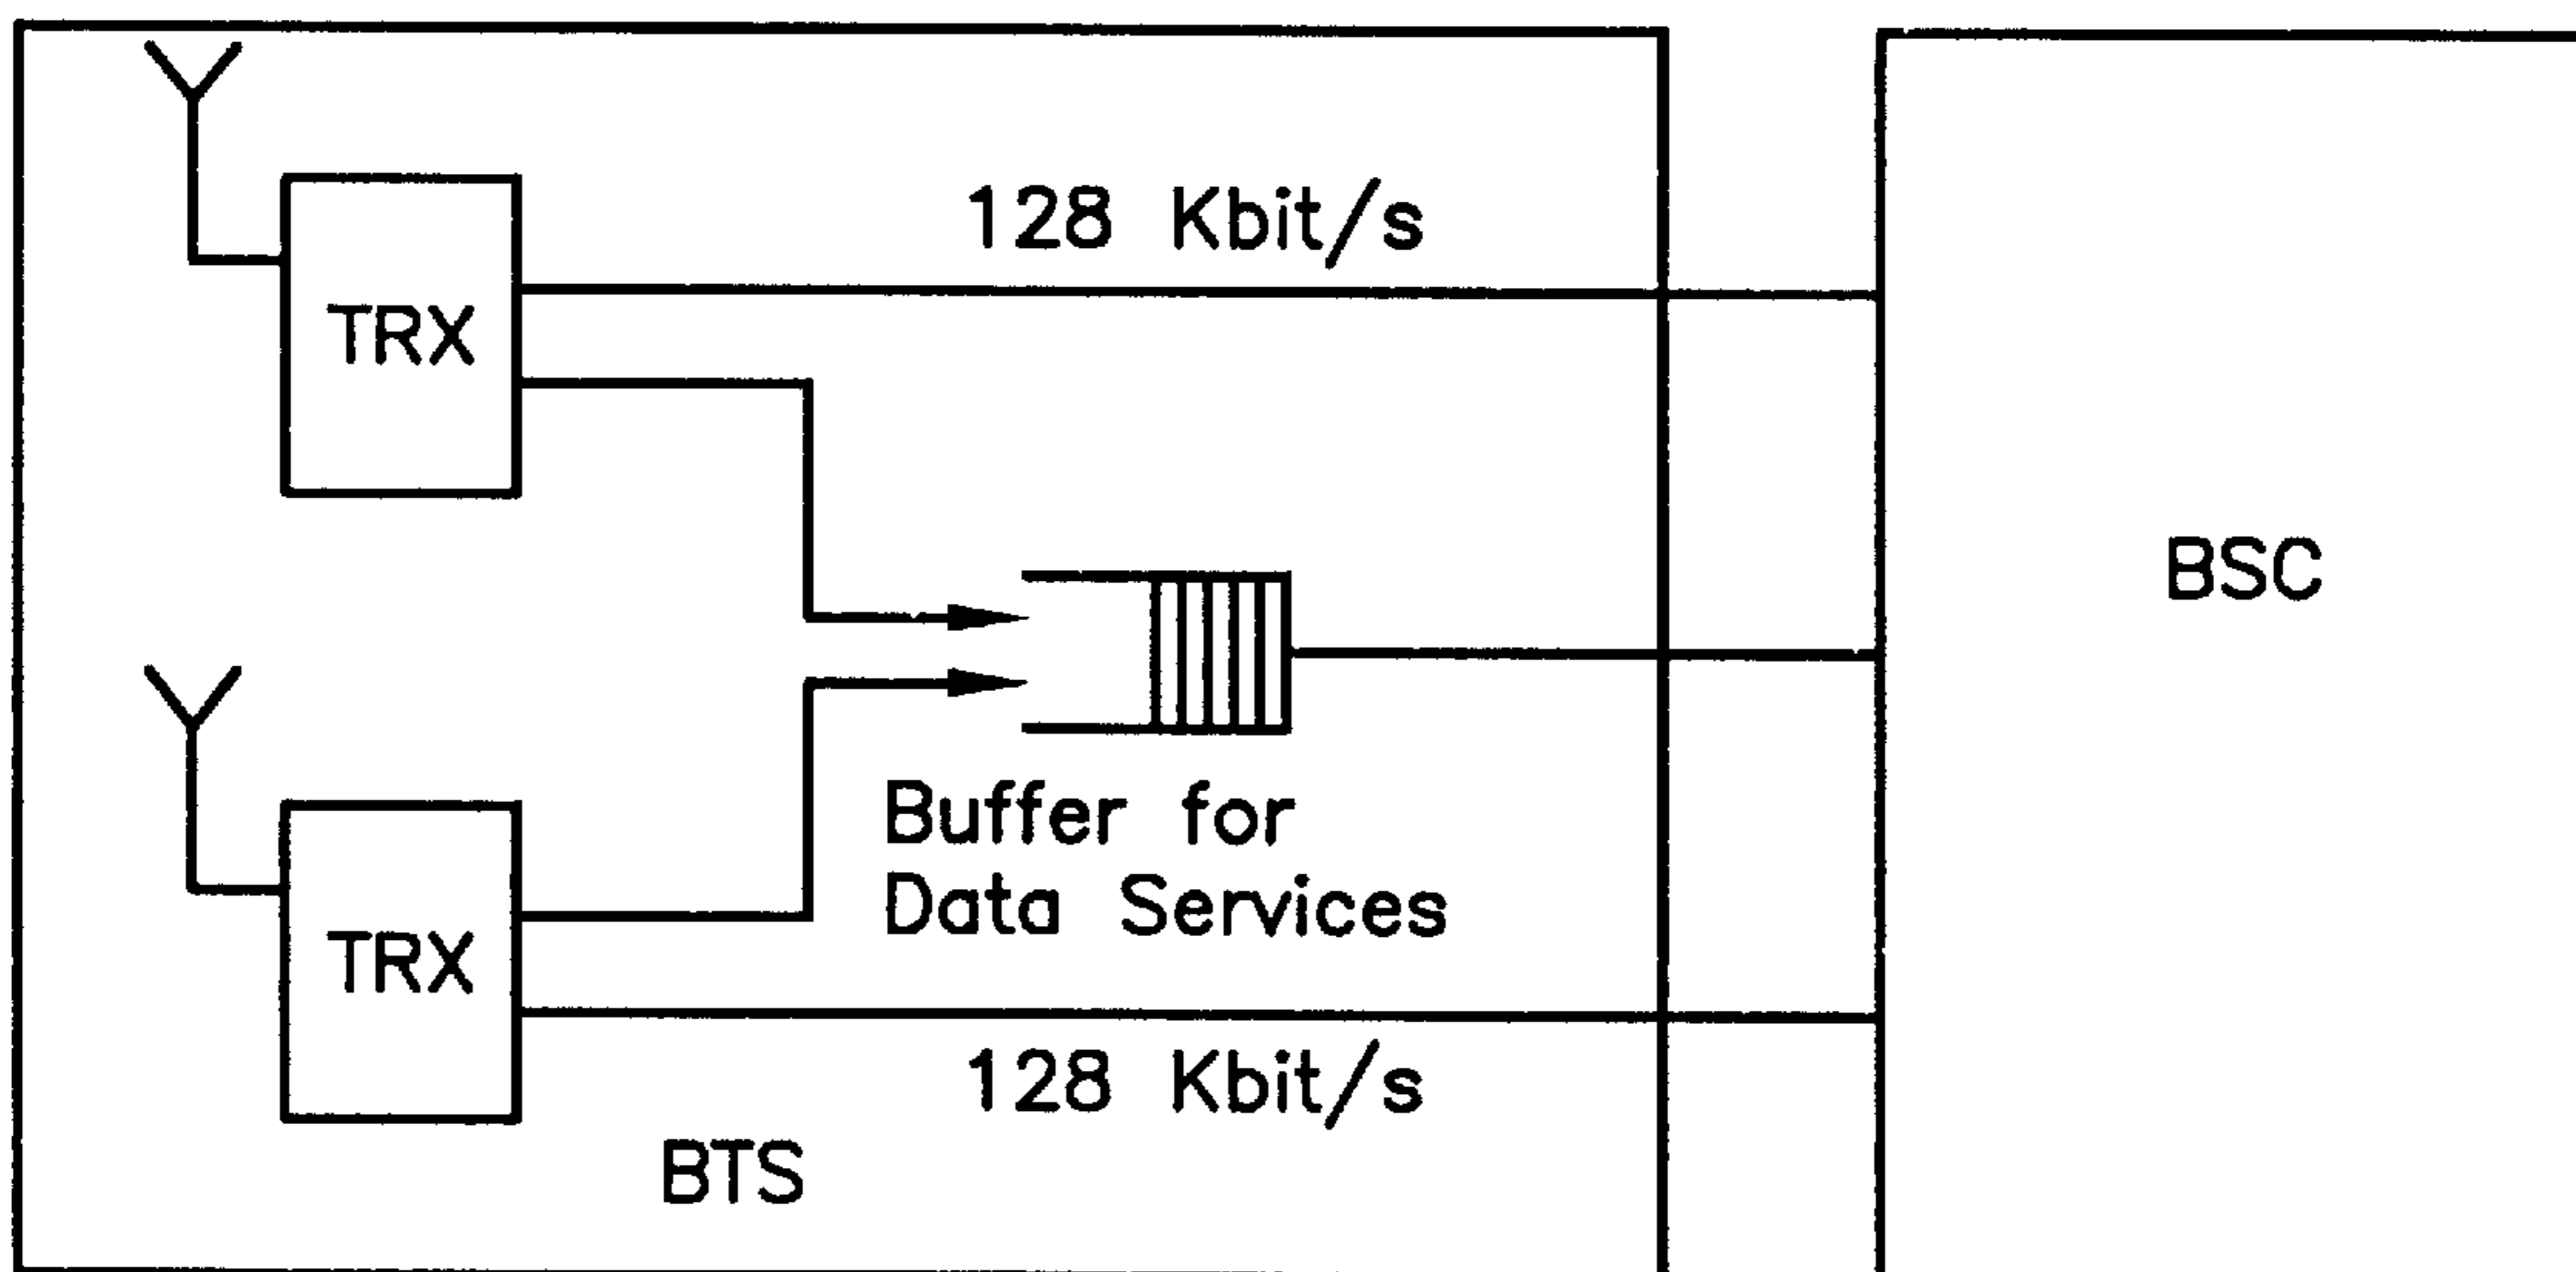 128 Kbit/s
TRX
BSC
Buffer for
Data Services
TRX
128 Kbit/s
BTS